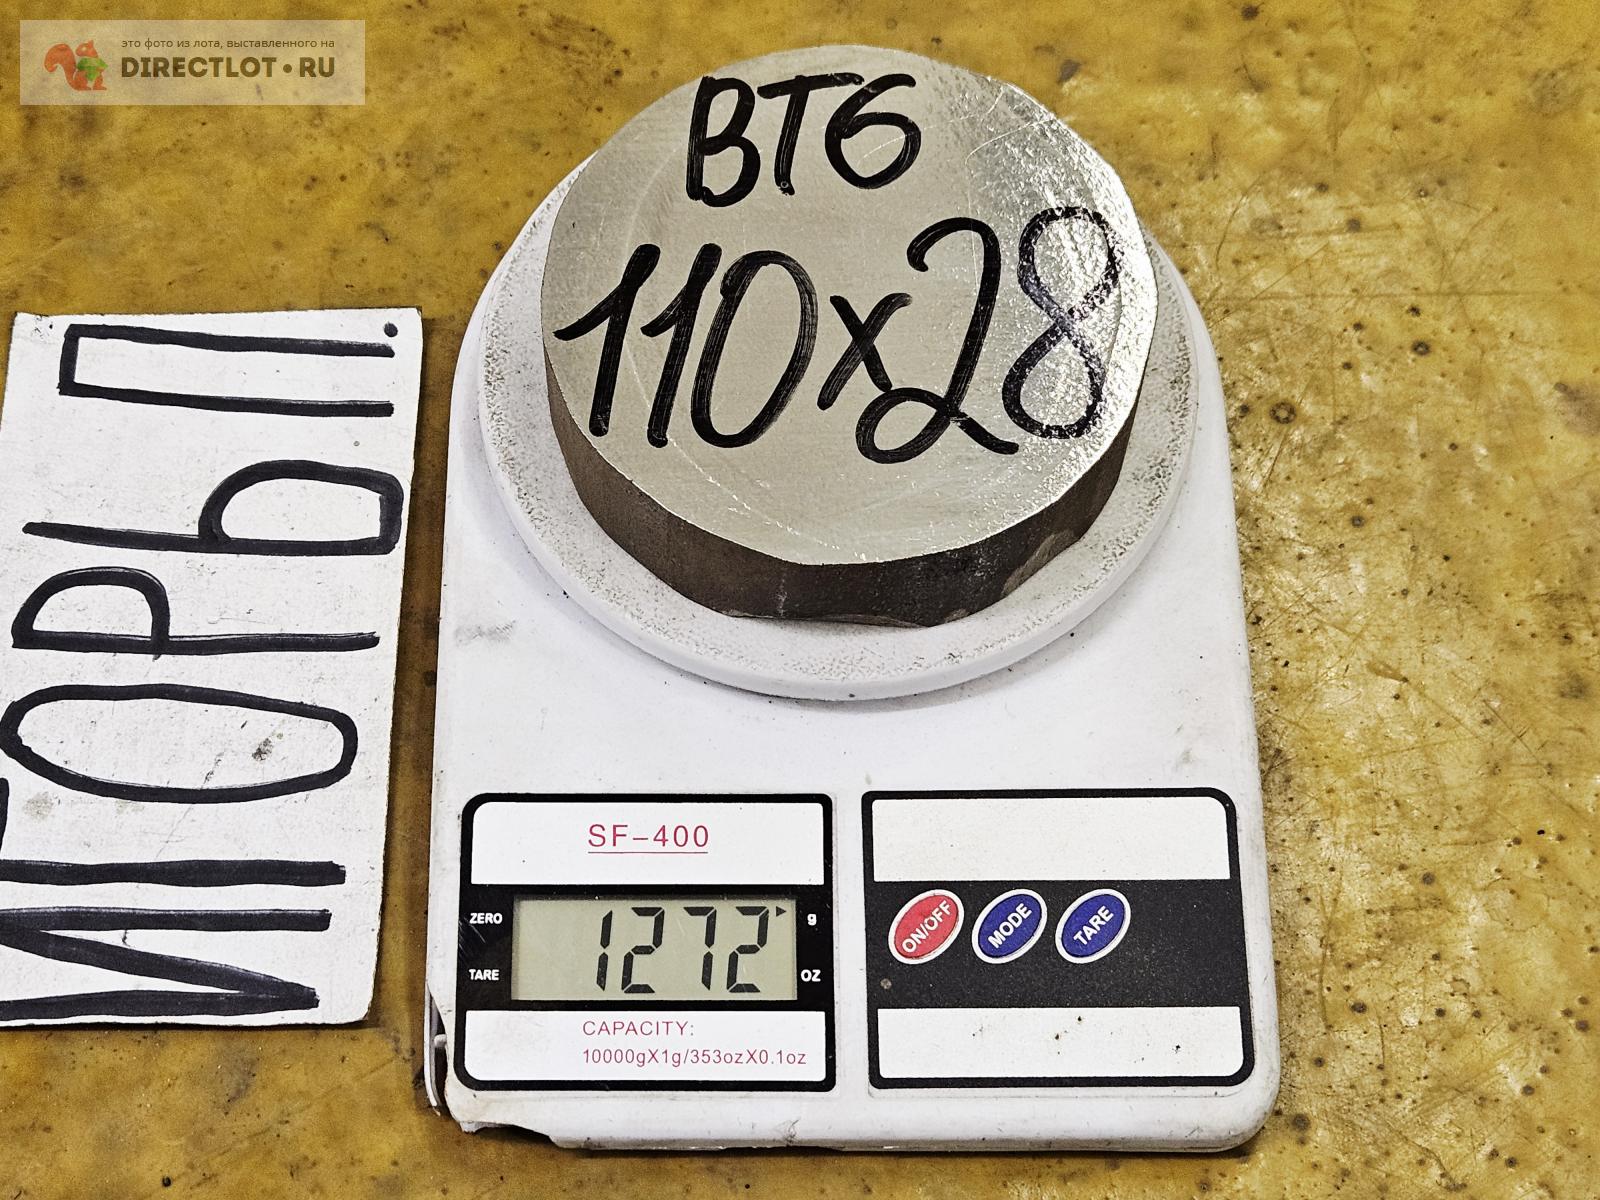 это фото из лота, выставленного на
DIRECTLOT•RU
ВТ6
110x28
ИГОРЬ П.
SF-400
ZERO
1272
g
TARE
OZ
CAPACITY:
10000gX1g/353ozX0.1oz
ON/OFF
MODE
TARE